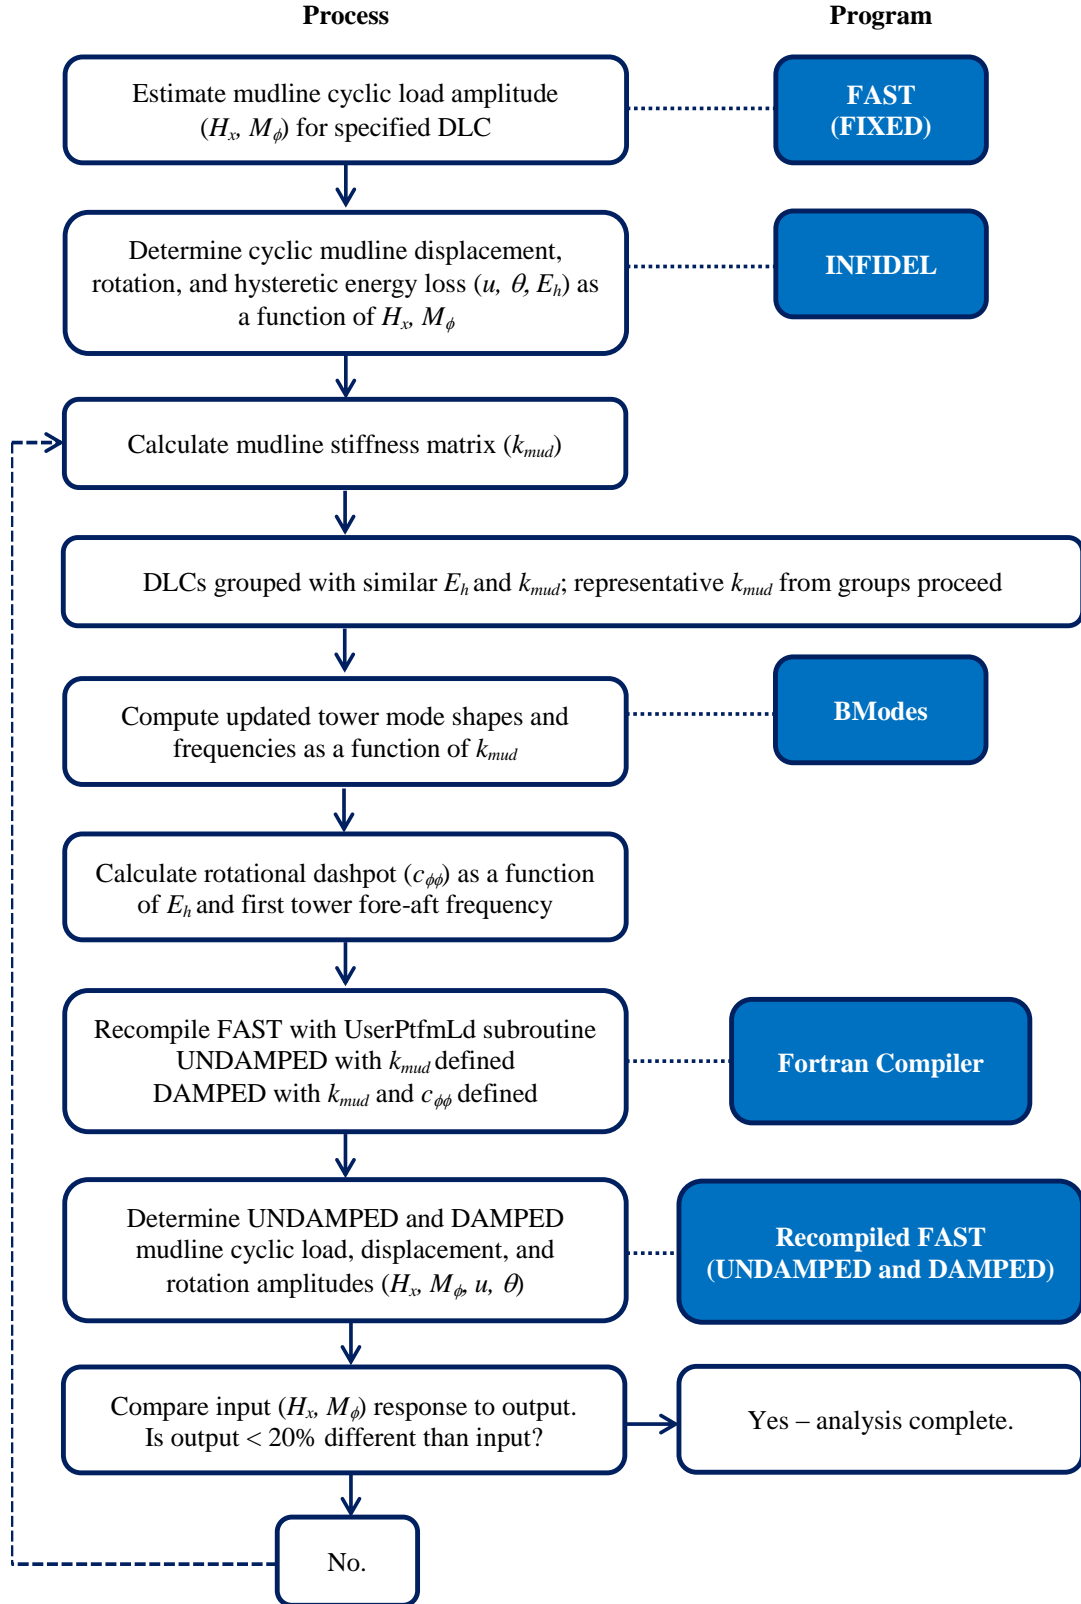 Process
Program
Estimate mudline cyclic load amplitude
(Hx, Mϕ) for specified DLC
FAST
(FIXED)
Determine cyclic mudline displacement,
rotation, and hysteretic energy loss (u, θ, Eh) as
a function of Hx, Mϕ
INFIDEL
Calculate mudline stiffness matrix (kmud)
DLCs grouped with similar Eh and kmud; representative kmud from groups proceed
Compute updated tower mode shapes and
frequencies as a function of kmud
BModes
Calculate rotational dashpot (cϕϕ) as a function
of Eh and first tower fore-aft frequency
Recompile FAST with UserPtfmLd subroutine
UNDAMPED with kmud defined
DAMPED with kmud and cϕϕ defined
Fortran Compiler
Determine UNDAMPED and DAMPED
mudline cyclic load, displacement, and
rotation amplitudes (Hx, Mϕ, u, θ)
Recompiled FAST
(UNDAMPED and DAMPED)
Compare input (Hx, Mϕ) response to output.
Is output < 20% different than input?
Yes – analysis complete.
No.